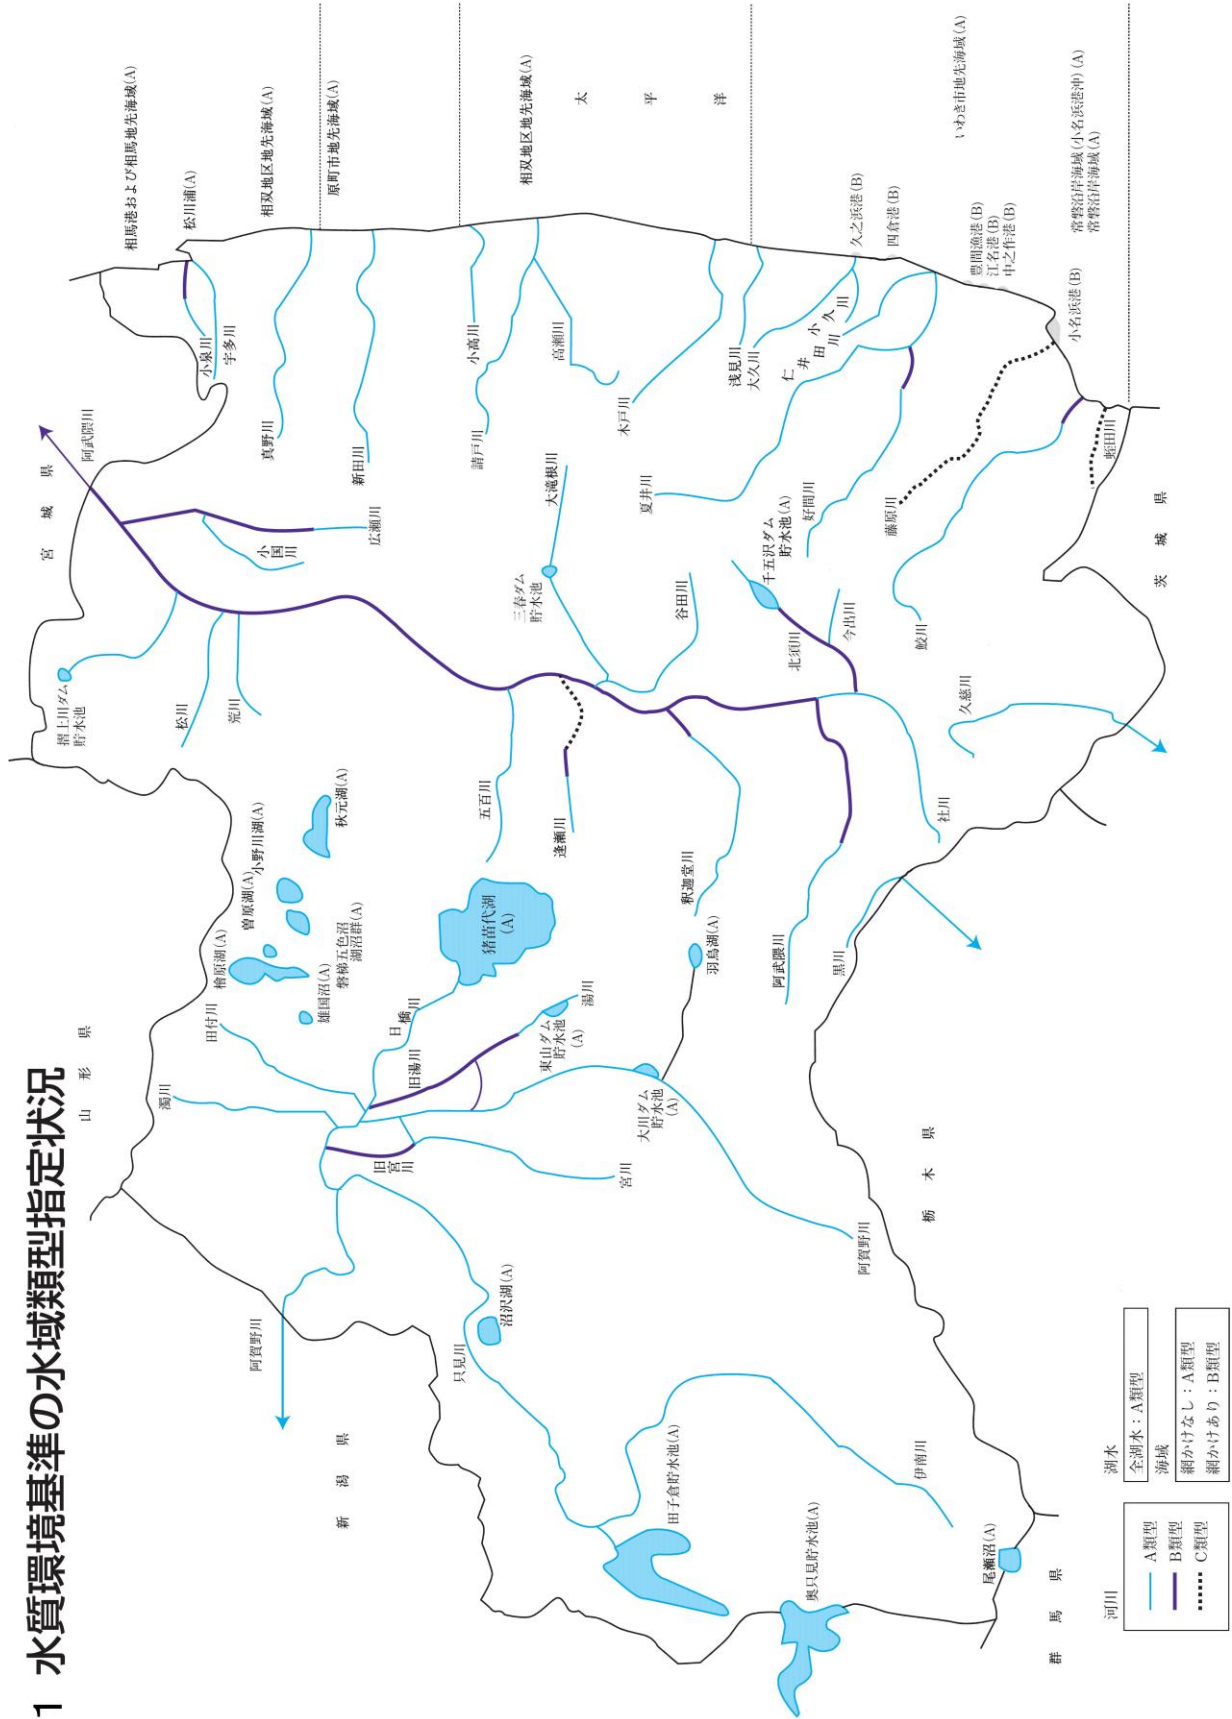 1 水質環境基準の水域類型指定状況
山形県
宮城県
新潟県
群馬県
栃木県
茨城県
太平洋
相馬港および相馬地先海域(A)
松川浦(A)
相双地区地先海域(A)
原町市地先海域(A)
相双地区地先海域(A)
いわき市地先海域(A)
常磐沿岸海域(小名浜港沖)(A)
常磐沿岸海域(A)
久之浜港(B)
四倉港(B)
豊間漁港(B)
江名港(B)
中之作港(B)
小名浜港(B)
小泉川
宇多川
真野川
新田川
小高川
請戸川
高瀬川
木戸川
浅見川
大久川
小久川
仁井田川
夏井川
好間川
藤原川
蛭田川
鮫川
阿武隈川
広瀬川
小国川
摺上川ダム
貯水池
松川
荒川
大滝根川
三春ダム
貯水池
谷田川
千五沢ダム
貯水池(A)
北須川
今出川
久慈川
社川
五百川
逢瀬川
釈迦堂川
羽鳥湖(A)
阿武隈川
黒川
秋元湖(A)
小野川湖(A)
曽原湖(A)
檜原湖(A)
磐梯五色沼
湖沼群(A)
雄国沼(A)
猪苗代湖
(A)
田付川
濁川
日橋川
旧湯川
湯川
東山ダム
貯水池
(A)
大川ダム
貯水池
(A)
旧宮川
宮川
阿賀野川
阿賀野川
只見川
沼沢湖(A)
田子倉貯水池(A)
奥只見貯水池(A)
伊南川
尾瀬沼(A)
河川
A類型
B類型
C類型
湖水
全湖水：A類型
海域
網かけなし：A類型
網かけあり：B類型